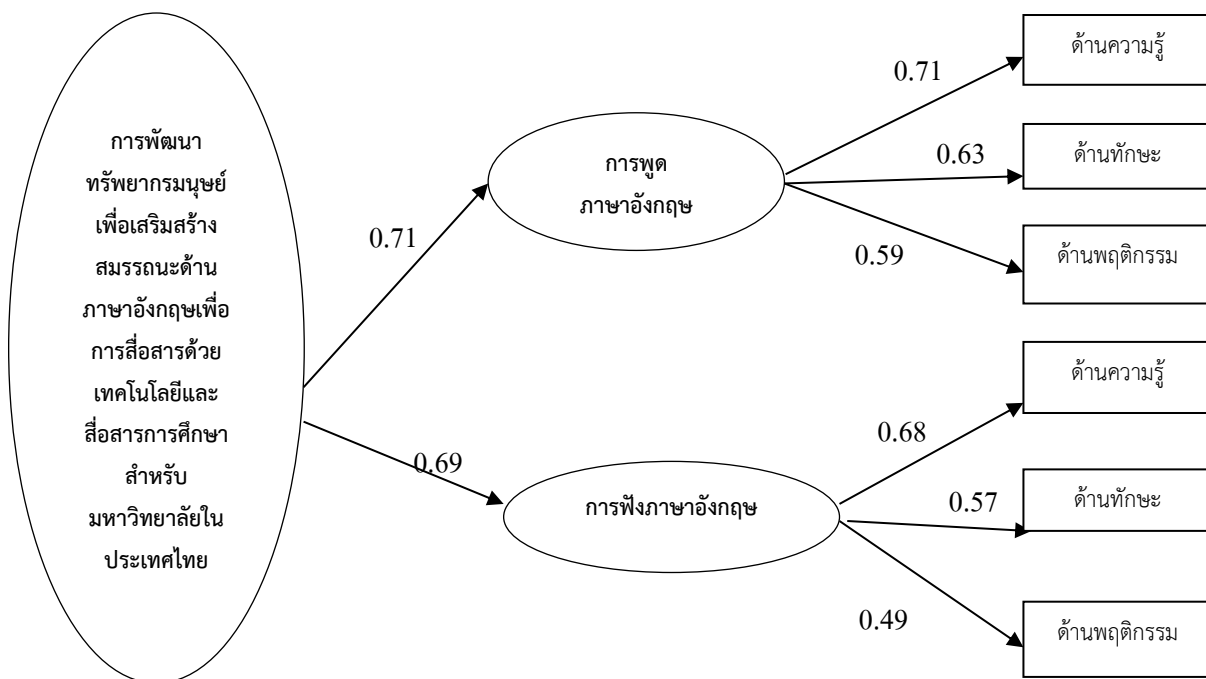 การพัฒนา
ทรัพยากรมนุษย์
เพื่อเสริมสร้าง
สมรรถนะด้าน
ภาษาอังกฤษเพื่อ
การสื่อสารด้วย
เทคโนโลยีและ
สื่อสารการศึกษา
สำหรับ
มหาวิทยาลัยใน
ประเทศไทย
0.71
0.69
การพูด
ภาษาอังกฤษ
0.71
0.63
0.59
ด้านความรู้
ด้านทักษะ
ด้านพฤติกรรม
การฟังภาษาอังกฤษ
0.68
0.57
0.49
ด้านความรู้
ด้านทักษะ
ด้านพฤติกรรม